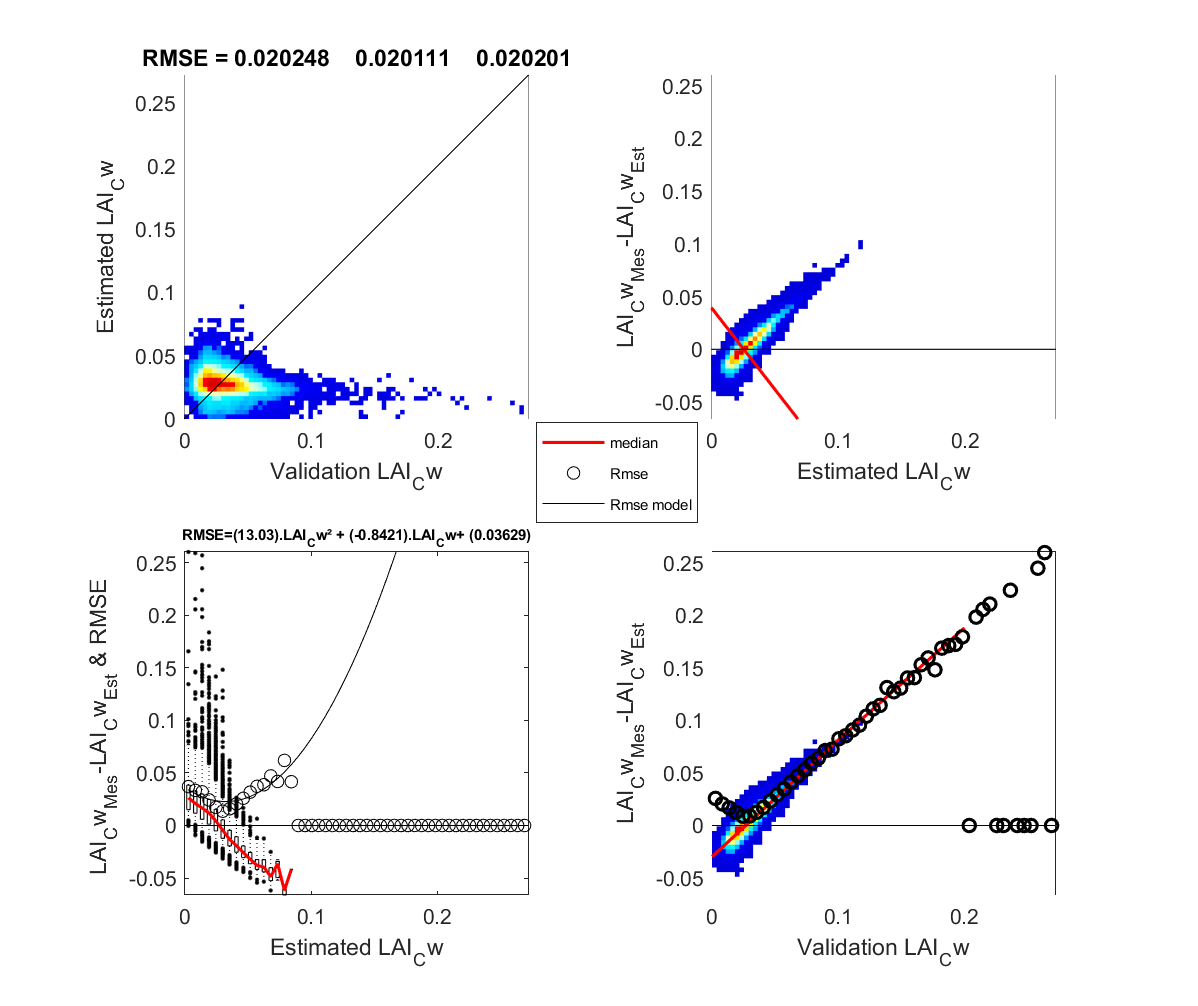 RMSE = 0.020248 0.020111 0.020201
0.25
0.2
0.15
0.1
0.05
0
0 0.1 0.2
Estimated LAI_Cw
Validation LAI_Cw
0.25
0.2
0.15
0.1
0.05
0
-0.05
0 0.1 0.2
LAI_Cw_Mes-LAI_Cw_Est
Estimated LAI_Cw
median
Rmse
Rmse model
RMSE=(13.03).LAI_Cw² + (-0.8421).LAI_Cw+ (0.03629)
0.25
0.2
0.15
0.1
0.05
0
-0.05
0 0.1 0.2
LAI_Cw_Mes-LAI_Cw_Est & RMSE
Estimated LAI_Cw
0.25
0.2
0.15
0.1
0.05
0
-0.05
0 0.1 0.2
LAI_Cw_Mes-LAI_Cw_Est
Validation LAI_Cw